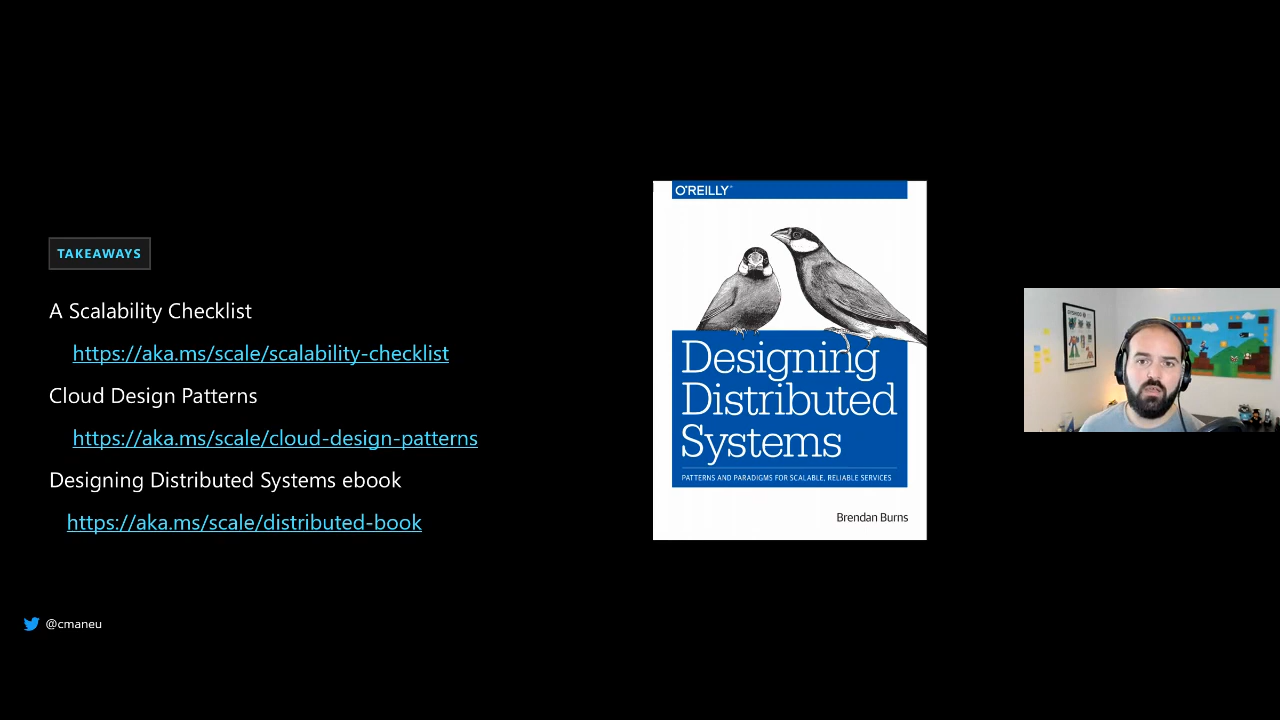 TAKEAWAYS
A Scalability Checklist
https://aka.ms/scale/scalability-checklist
Cloud Design Patterns
https://aka.ms/scale/cloud-design-patterns
Designing Distributed Systems ebook
https://aka.ms/scale/distributed-book
@cmaneu
O'REILLY™
Designing
Distributed
Systems
PATTERNS AND PARADIGMS FOR SCALABLE, RELIABLE SERVICES
Brendan Burns